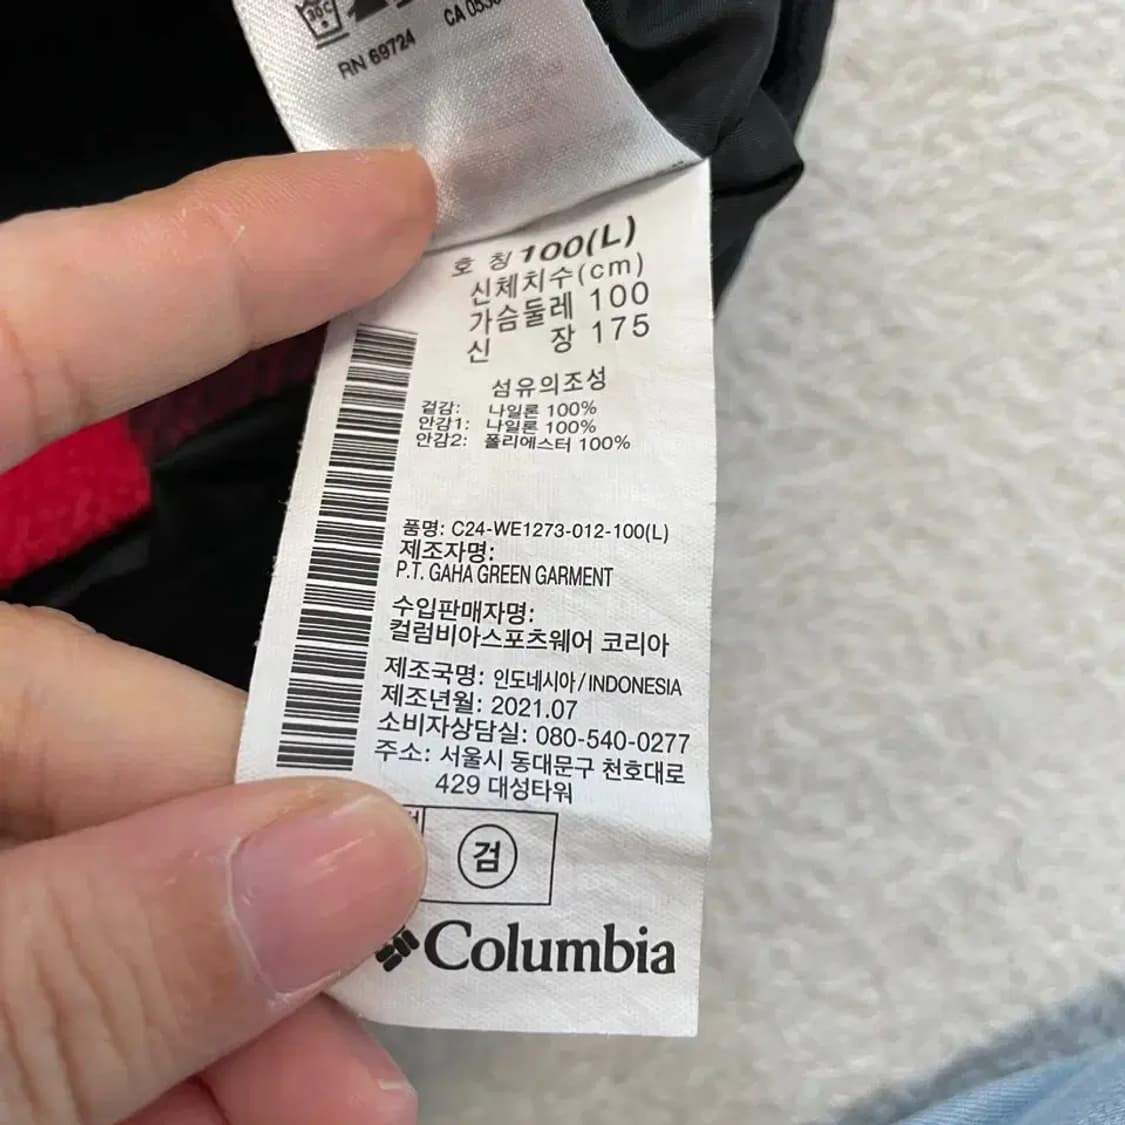 30℃
RN 69724
호 칭 100(L)
신체치수(cm)
가슴둘레 100
신 장 175
섬유의조성
겉감: 나일론 100%
안감1: 나일론 100%
안감2: 폴리에스터 100%
품명: C24-WE1273-012-100(L)
제조자명:
P.T. GAHA GREEN GARMENT
수입판매자명:
컬럼비아스포츠웨어 코리아
제조국명: 인도네시아/INDONESIA
제조년월: 2021.07
소비자상담실: 080-540-0277
주소: 서울시 동대문구 천호대로
429 대성타워
검
Columbia